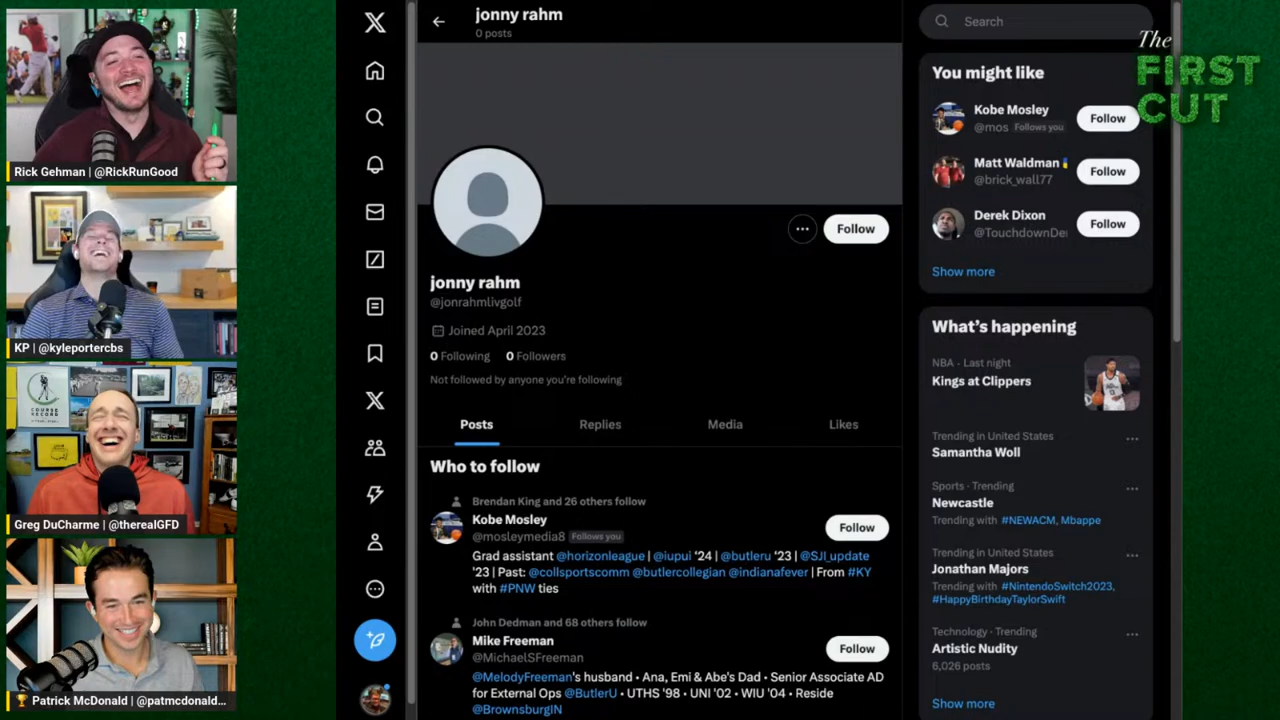 Rick Gehman | @RickRunGood
KP | @kyleportercbs
Greg DuCharme | @therealGFD
Patrick McDonald | @patmcdonald...
jonny rahm
0 posts
Follow
jonny rahm
@jonrahmlivgolf
Joined April 2023
0 Following 0 Followers
Not followed by anyone you're following
Posts Replies Media Likes
Who to follow
Brendan King and 26 others follow
Kobe Mosley
@mosleymedia8 Follows you
Follow
Grad assistant @horizonleague | @iupui '24 | @butleru '23 | @SJI_update
'23 | Past: @collsportscomm @butlercollegian @indianafever | From #KY
with #PNW ties
John Dedman and 68 others follow
Mike Freeman
@MichaelSFreeman
Follow
@MelodyFreeman's husband • Ana, Emi & Abe's Dad • Senior Associate AD
for External Ops @ButlerU • UTHS '98 • UNI '02 • WIU '04 • Reside
@BrownsburgIN
Search
The
FIRST
CUT
You might like
Kobe Mosley
@mos Follows you
Follow
Matt Waldman
@brick_wall77
Follow
Derek Dixon
@TouchdownDe
Follow
Show more
What's happening
NBA · Last night
Kings at Clippers
Trending in United States
Samantha Woll
Sports · Trending
Newcastle
Trending with #NEWACM, Mbappe
Trending in United States
Jonathan Majors
Trending with #NintendoSwitch2023,
#HappyBirthdayTaylorSwift
Technology · Trending
Artistic Nudity
6,026 posts
Show more